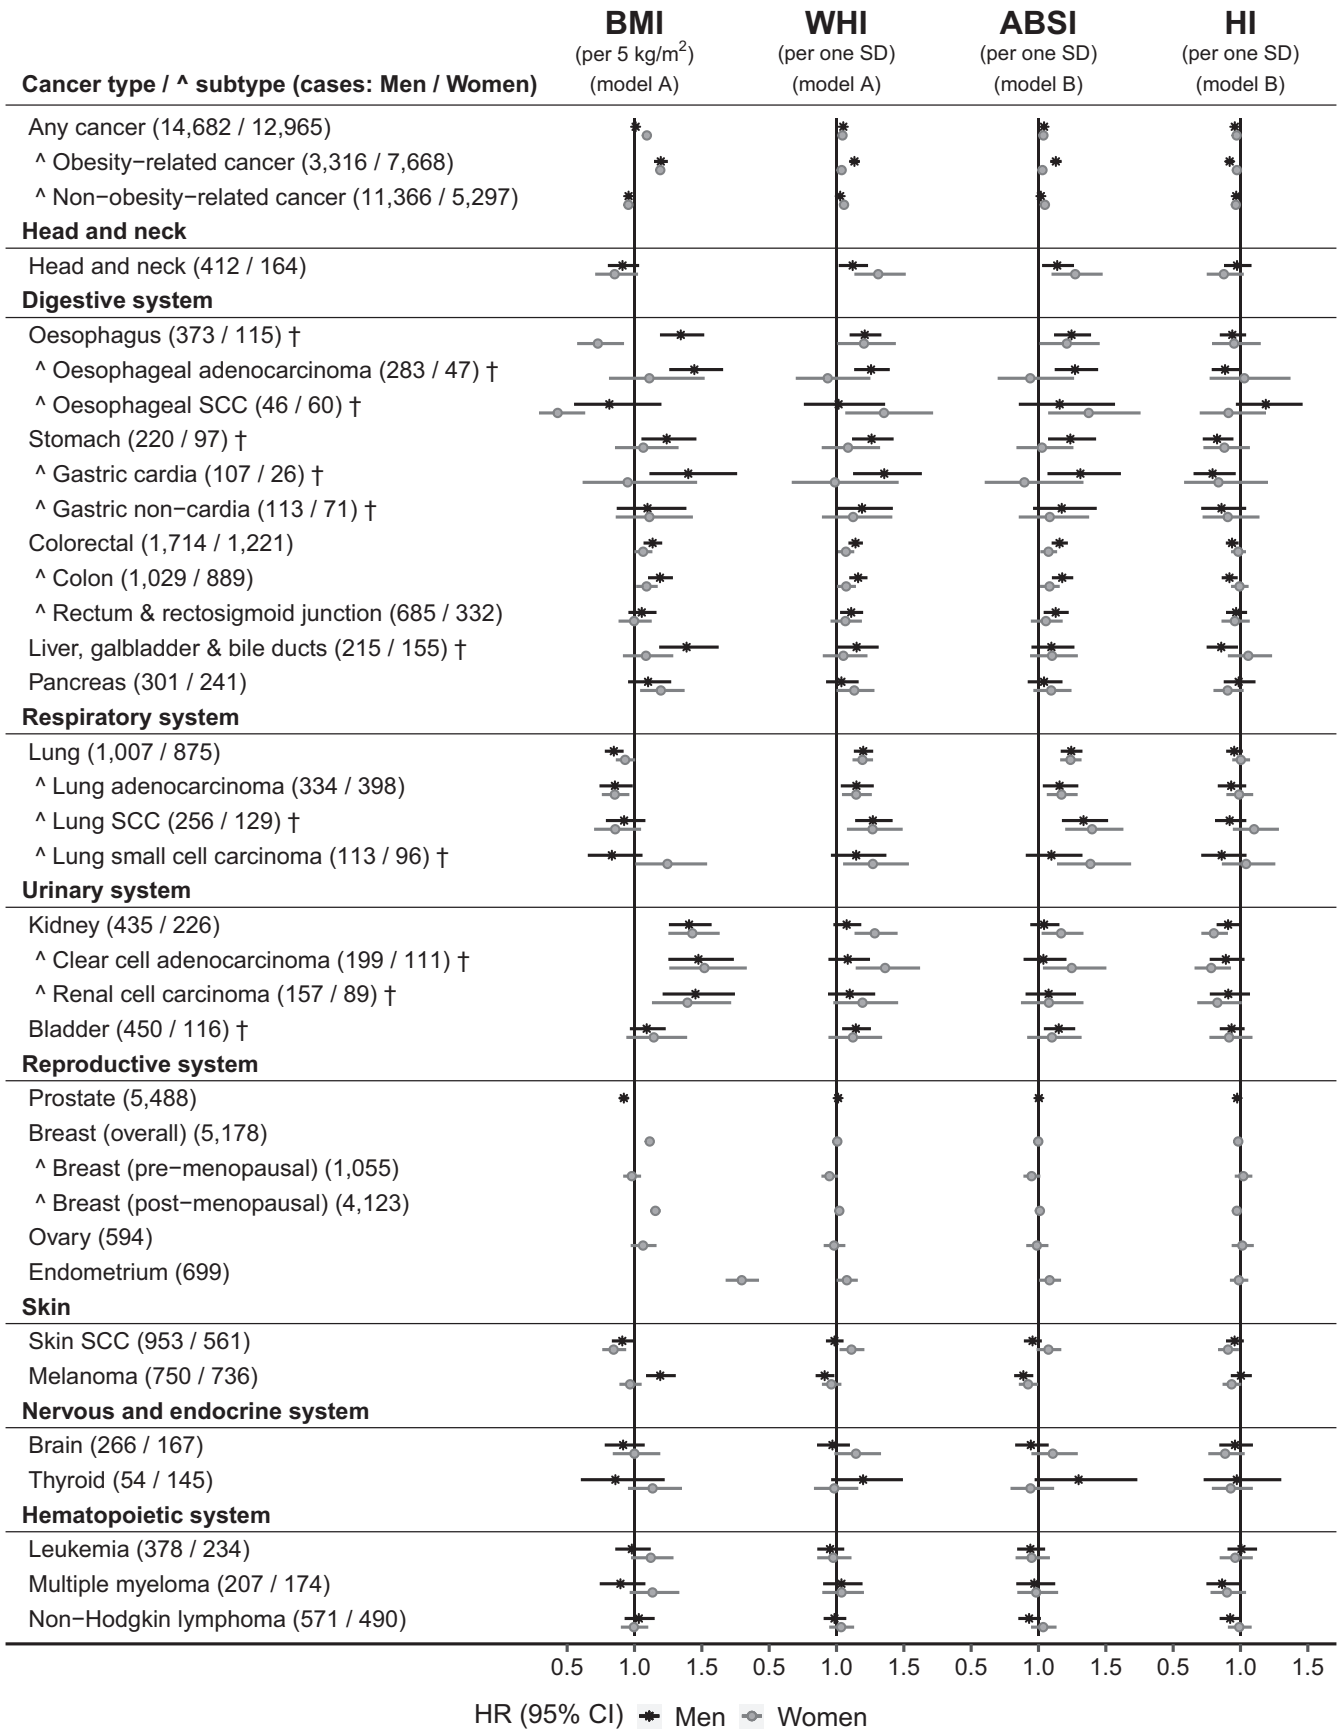 BMI WHI ABSI HI
(per 5 kg/m²) (per one SD) (per one SD) (per one SD)
Cancer type / ^ subtype (cases: Men / Women) (model A) (model A) (model B) (model B)
Any cancer (14,682 / 12,965)
^ Obesity−related cancer (3,316 / 7,668)
^ Non−obesity−related cancer (11,366 / 5,297)
Head and neck
Head and neck (412 / 164)
Digestive system
Oesophagus (373 / 115) †
^ Oesophageal adenocarcinoma (283 / 47) †
^ Oesophageal SCC (46 / 60) †
Stomach (220 / 97) †
^ Gastric cardia (107 / 26) †
^ Gastric non−cardia (113 / 71) †
Colorectal (1,714 / 1,221)
^ Colon (1,029 / 889)
^ Rectum & rectosigmoid junction (685 / 332)
Liver, galbladder & bile ducts (215 / 155) †
Pancreas (301 / 241)
Respiratory system
Lung (1,007 / 875)
^ Lung adenocarcinoma (334 / 398)
^ Lung SCC (256 / 129) †
^ Lung small cell carcinoma (113 / 96) †
Urinary system
Kidney (435 / 226)
^ Clear cell adenocarcinoma (199 / 111) †
^ Renal cell carcinoma (157 / 89) †
Bladder (450 / 116) †
Reproductive system
Prostate (5,488)
Breast (overall) (5,178)
^ Breast (pre−menopausal) (1,055)
^ Breast (post−menopausal) (4,123)
Ovary (594)
Endometrium (699)
Skin
Skin SCC (953 / 561)
Melanoma (750 / 736)
Nervous and endocrine system
Brain (266 / 167)
Thyroid (54 / 145)
Hematopoietic system
Leukemia (378 / 234)
Multiple myeloma (207 / 174)
Non−Hodgkin lymphoma (571 / 490)
0.5 1.0 1.5 0.5 1.0 1.5 0.5 1.0 1.5 0.5 1.0 1.5
HR (95% CI) Men Women